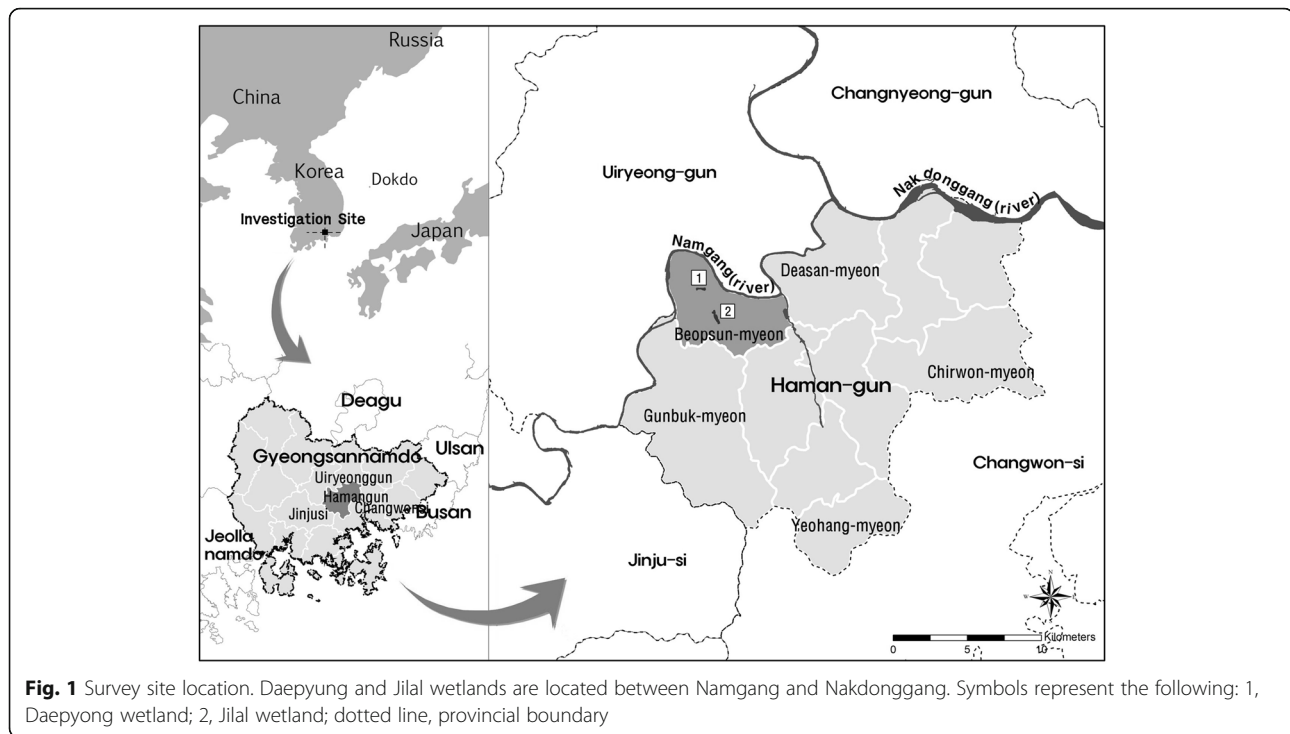 Russia
China
Korea
Dokdo
Investigation Site
Japan
Deagu
Gyeongsannamdo
Ulsan
Uiryeonggun
Hamangun
Jinjusi
Changwonsi
Busan
Jeolla
namdo
Changnyeong-gun
Uiryeong-gun
Nak donggang(river)
Namgang(river)
Deasan-myeon
1
2
Beopsun-myeon
Chirwon-myeon
Haman-gun
Gunbuk-myeon
Changwon-si
Yeohang-myeon
Jinju-si
N
Kilometers
0 5 10
Fig. 1 Survey site location. Daepyung and Jilal wetlands are located between Namgang and Nakdonggang. Symbols represent the following: 1,
Daepyong wetland; 2, Jilal wetland; dotted line, provincial boundary